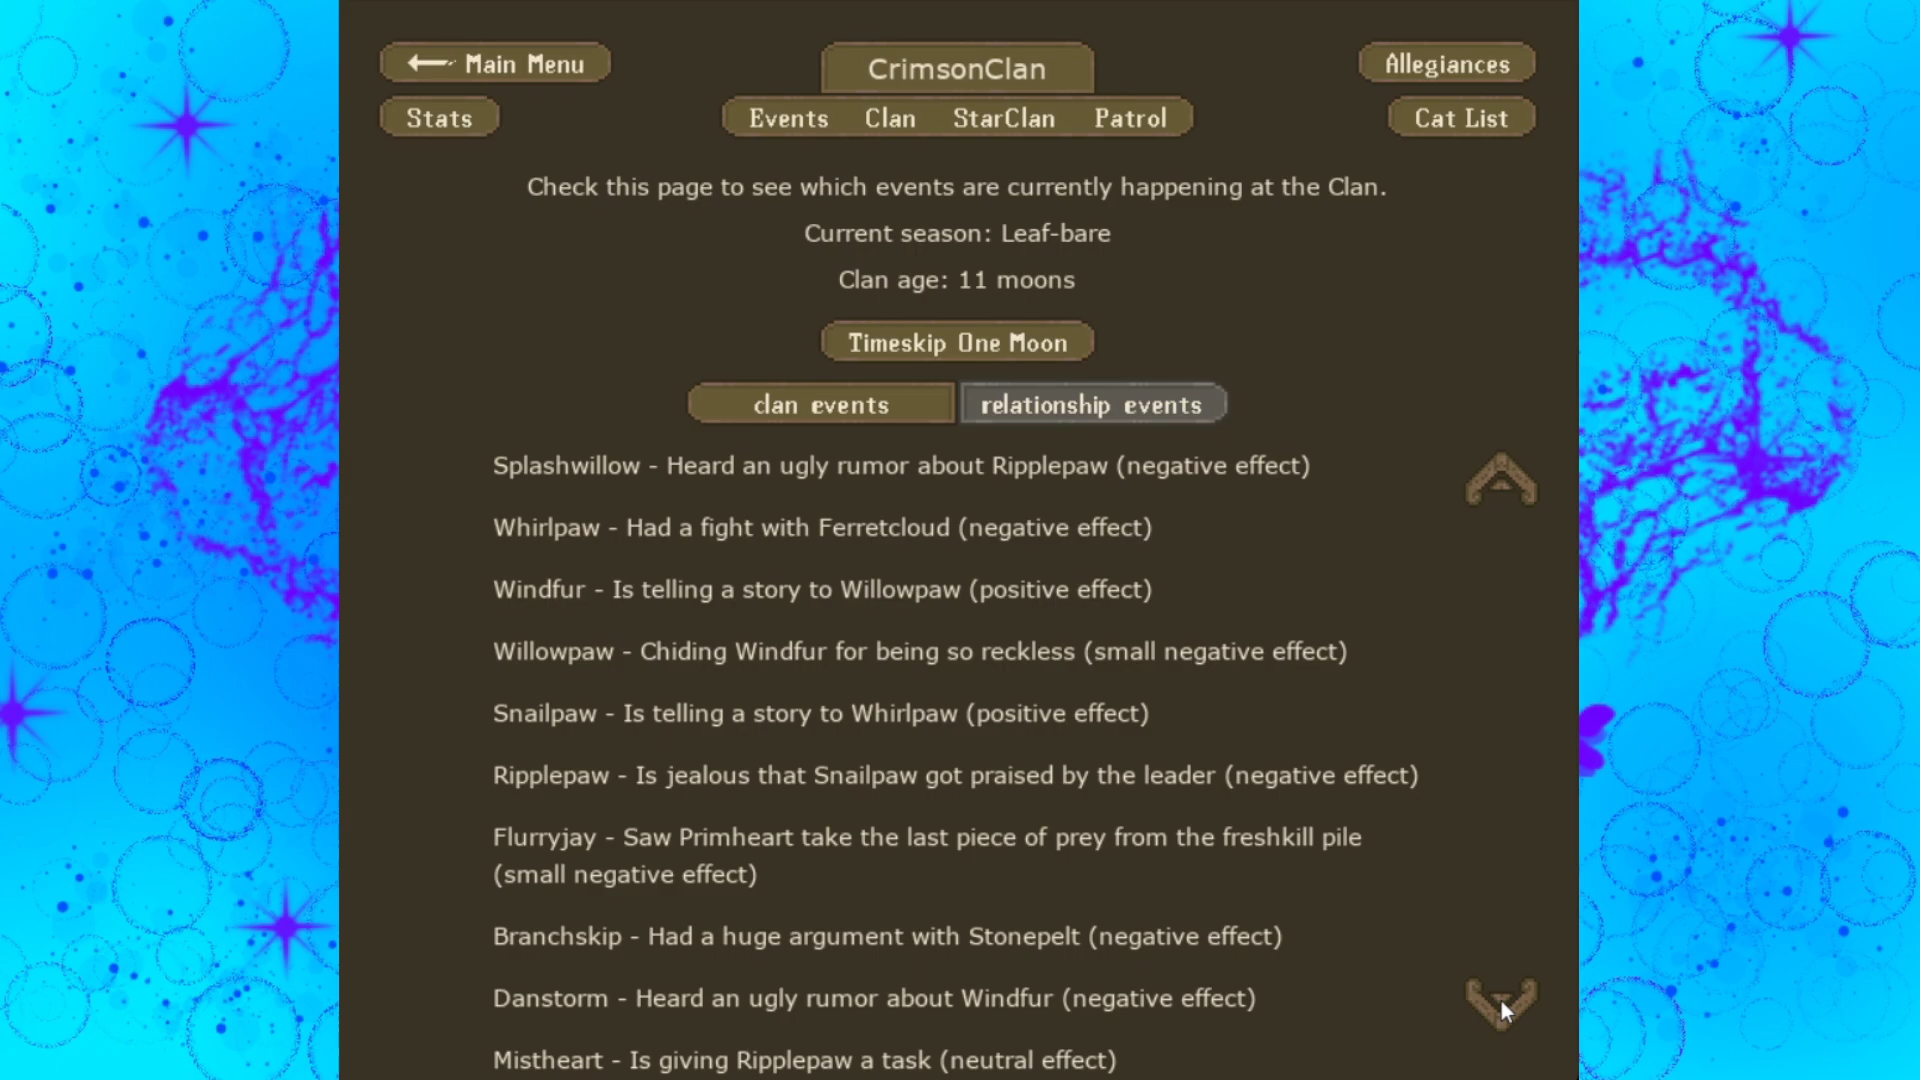 Main Menu
CrimsonClan
Allegiances
Stats
Events Clan StarClan Patrol
Cat List
Check this page to see which events are currently happening at the Clan.
Current season: Leaf-bare
Clan age: 11 moons
Timeskip One Moon
clan events relationship events
Splashwillow - Heard an ugly rumor about Ripplepaw (negative effect)
Whirlpaw - Had a fight with Ferretcloud (negative effect)
Windfur - Is telling a story to Willowpaw (positive effect)
Willowpaw - Chiding Windfur for being so reckless (small negative effect)
Snailpaw - Is telling a story to Whirlpaw (positive effect)
Ripplepaw - Is jealous that Snailpaw got praised by the leader (negative effect)
Flurryjay - Saw Primheart take the last piece of prey from the freshkill pile
(small negative effect)
Branchskip - Had a huge argument with Stonepelt (negative effect)
Danstorm - Heard an ugly rumor about Windfur (negative effect)
Mistheart - Is giving Ripplepaw a task (neutral effect)